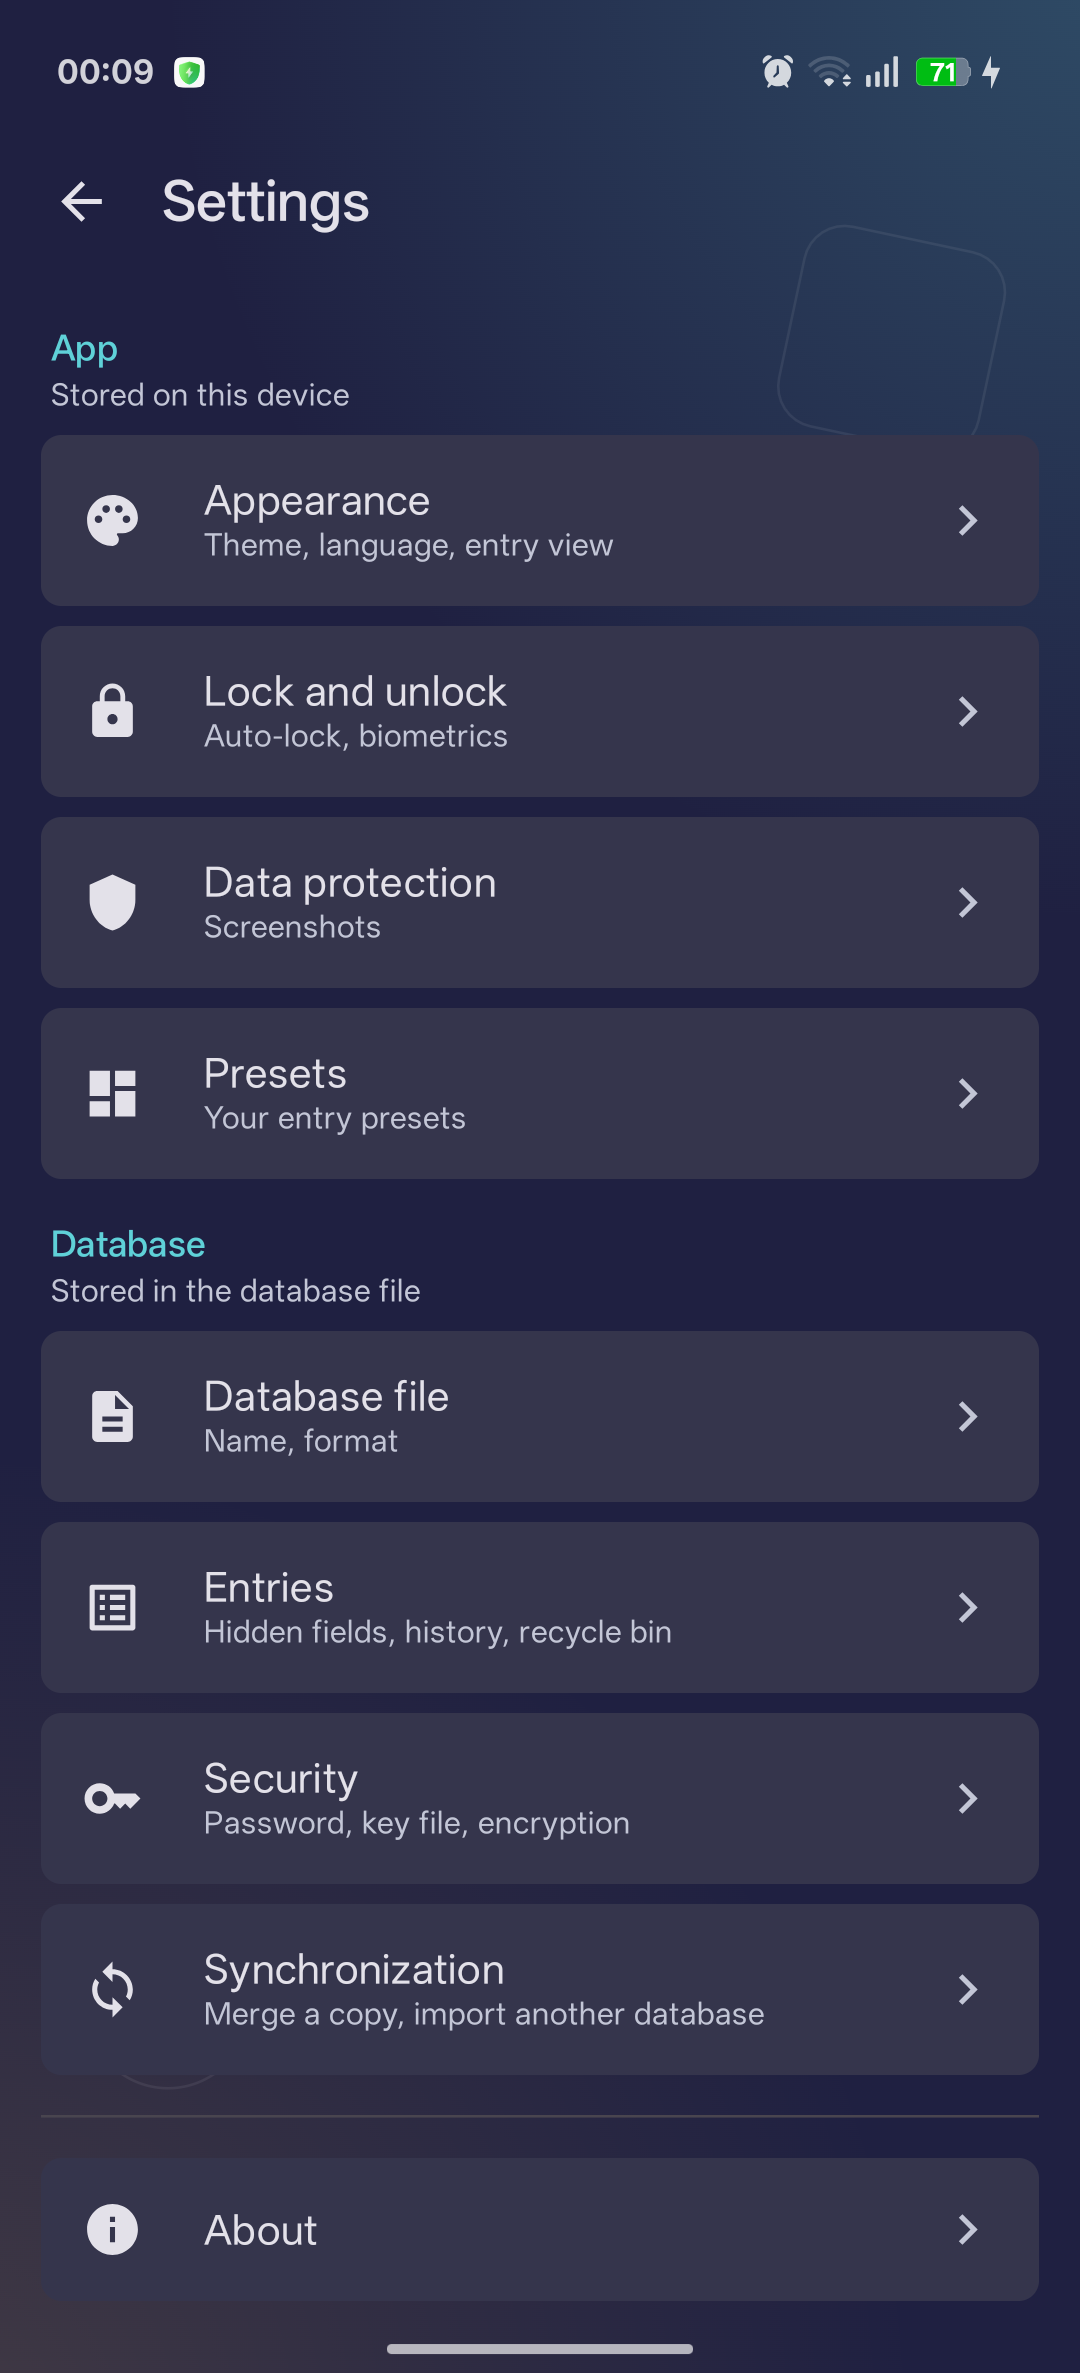 00:09
71
Settings
App
Stored on this device
Appearance
Theme, language, entry view
Lock and unlock
Auto-lock, biometrics
Data protection
Screenshots
Presets
Your entry presets
Database
Stored in the database file
Database file
Name, format
Entries
Hidden fields, history, recycle bin
Security
Password, key file, encryption
Synchronization
Merge a copy, import another database
About